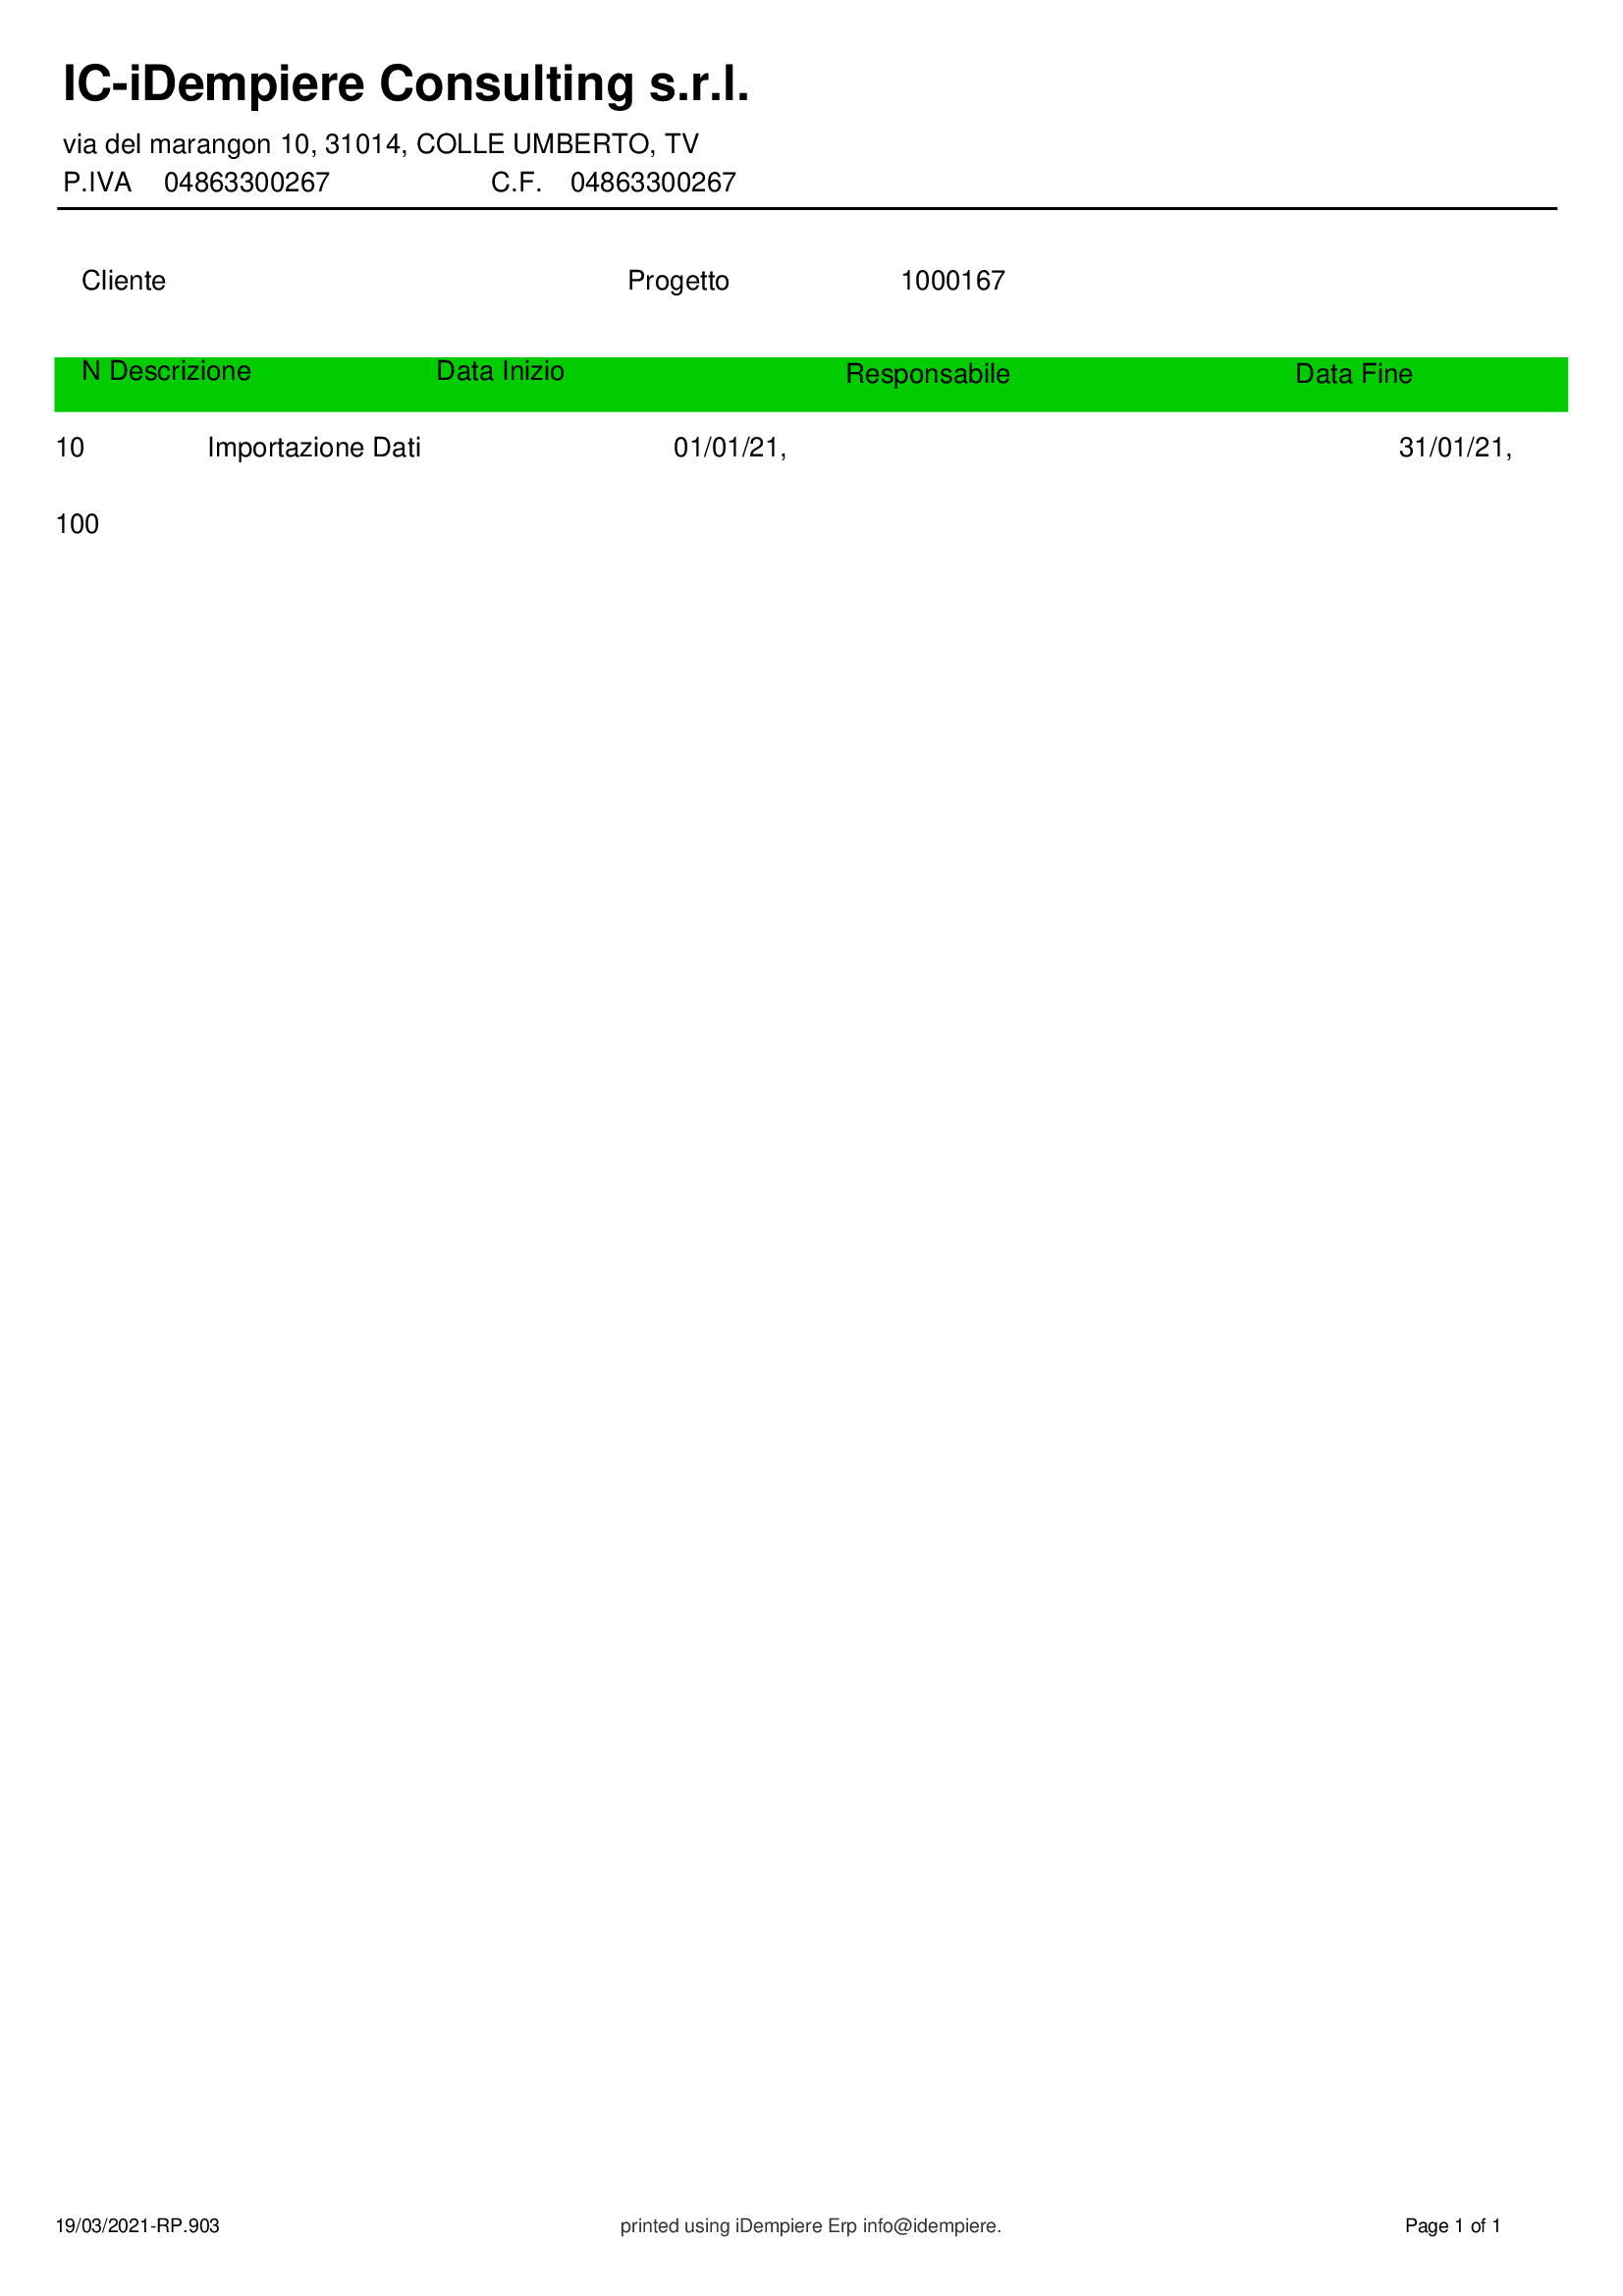 IC-iDempiere Consulting s.r.l.
via del marangon 10, 31014, COLLE UMBERTO, TV
P.IVA 04863300267 C.F. 04863300267
Cliente Progetto 1000167
N Descrizione Data Inizio Responsabile Data Fine
10 Importazione Dati 01/01/21, 31/01/21,
100
19/03/2021-RP.903 printed using iDempiere Erp info@idempiere. Page 1 of 1